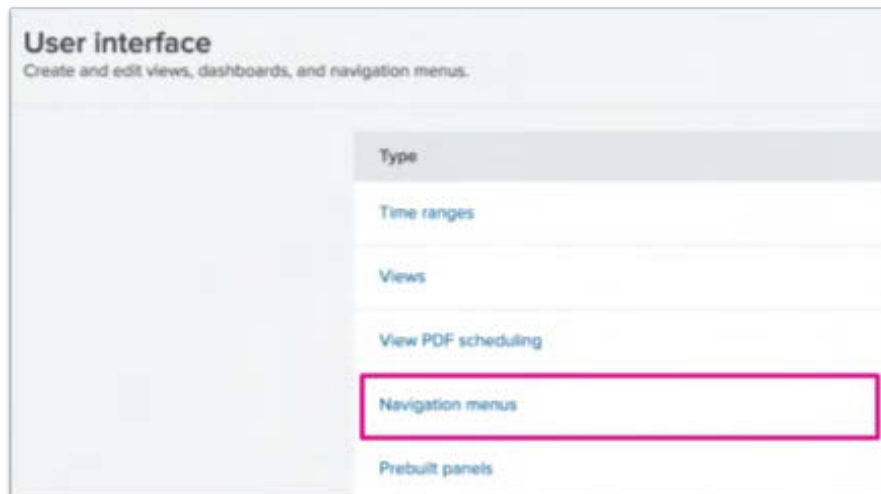 User interface
Create and edit views, dashboards, and navigation menus.
Type
Time ranges
Views
View PDF scheduling
Navigation menus
Prebuilt panels